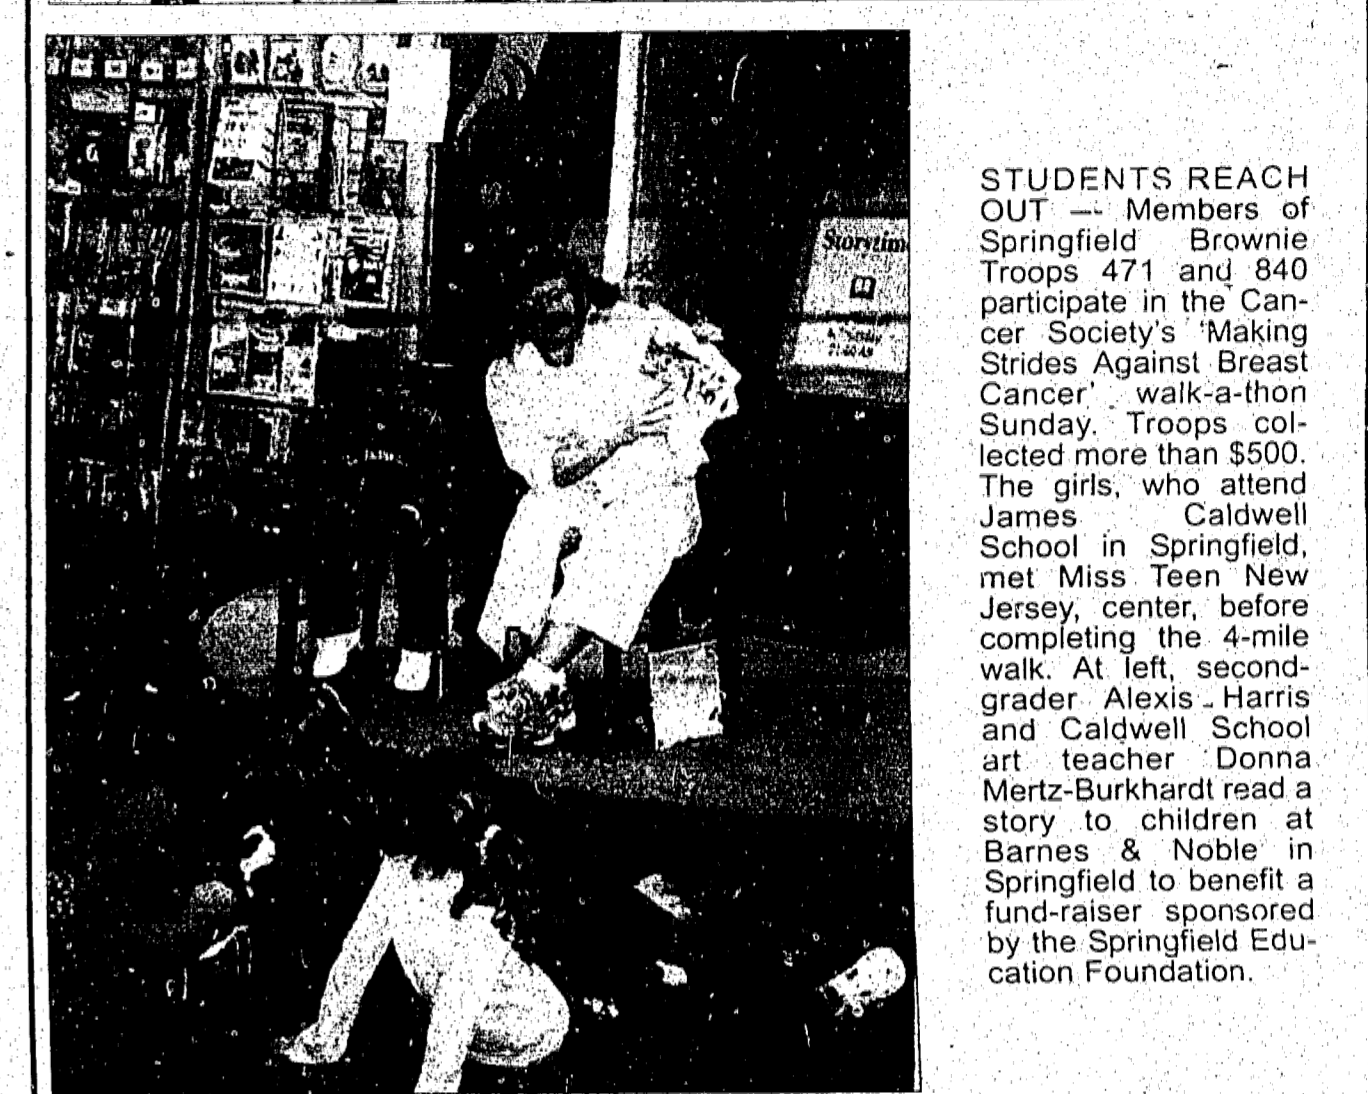 Storytim
STUDENTS REACH
OUT — Members of
Springfield Brownie
Troops 471 and 840
participate in the Can-
cer Society's 'Making
Strides Against Breast
Cancer' walk-a-thon
Sunday. Troops col-
lected more than $500.
The girls, who attend
James Caldwell
School in Springfield,
met Miss Teen New
Jersey, center, before
completing the 4-mile
walk. At left, second-
grader Alexis Harris
and Caldwell School
art teacher Donna
Mertz-Burkhardt read a
story to children at
Barnes & Noble in
Springfield to benefit a
fund-raiser sponsored
by the Springfield Edu-
cation Foundation.